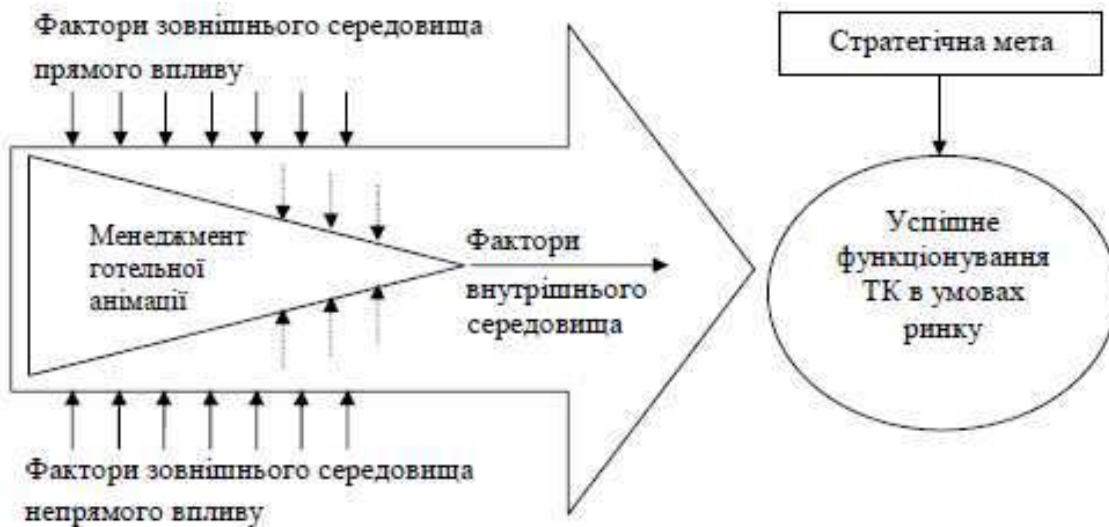 Фактори зовнішнього середовища
прямого впливу
Стратегічна мета
Менеджмент
готельної
анімації
Фактори
внутрішнього
середовища
Успішне
функціонування
ТК в умовах
ринку
Фактори зовнішнього середовища
непрямого впливу